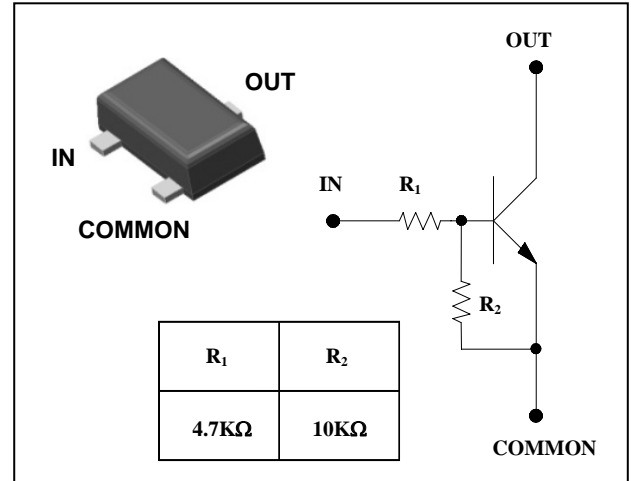 OUT
IN
COMMON
OUT
IN
R₁
R₂
COMMON
R₁ R₂
4.7KΩ 10KΩ